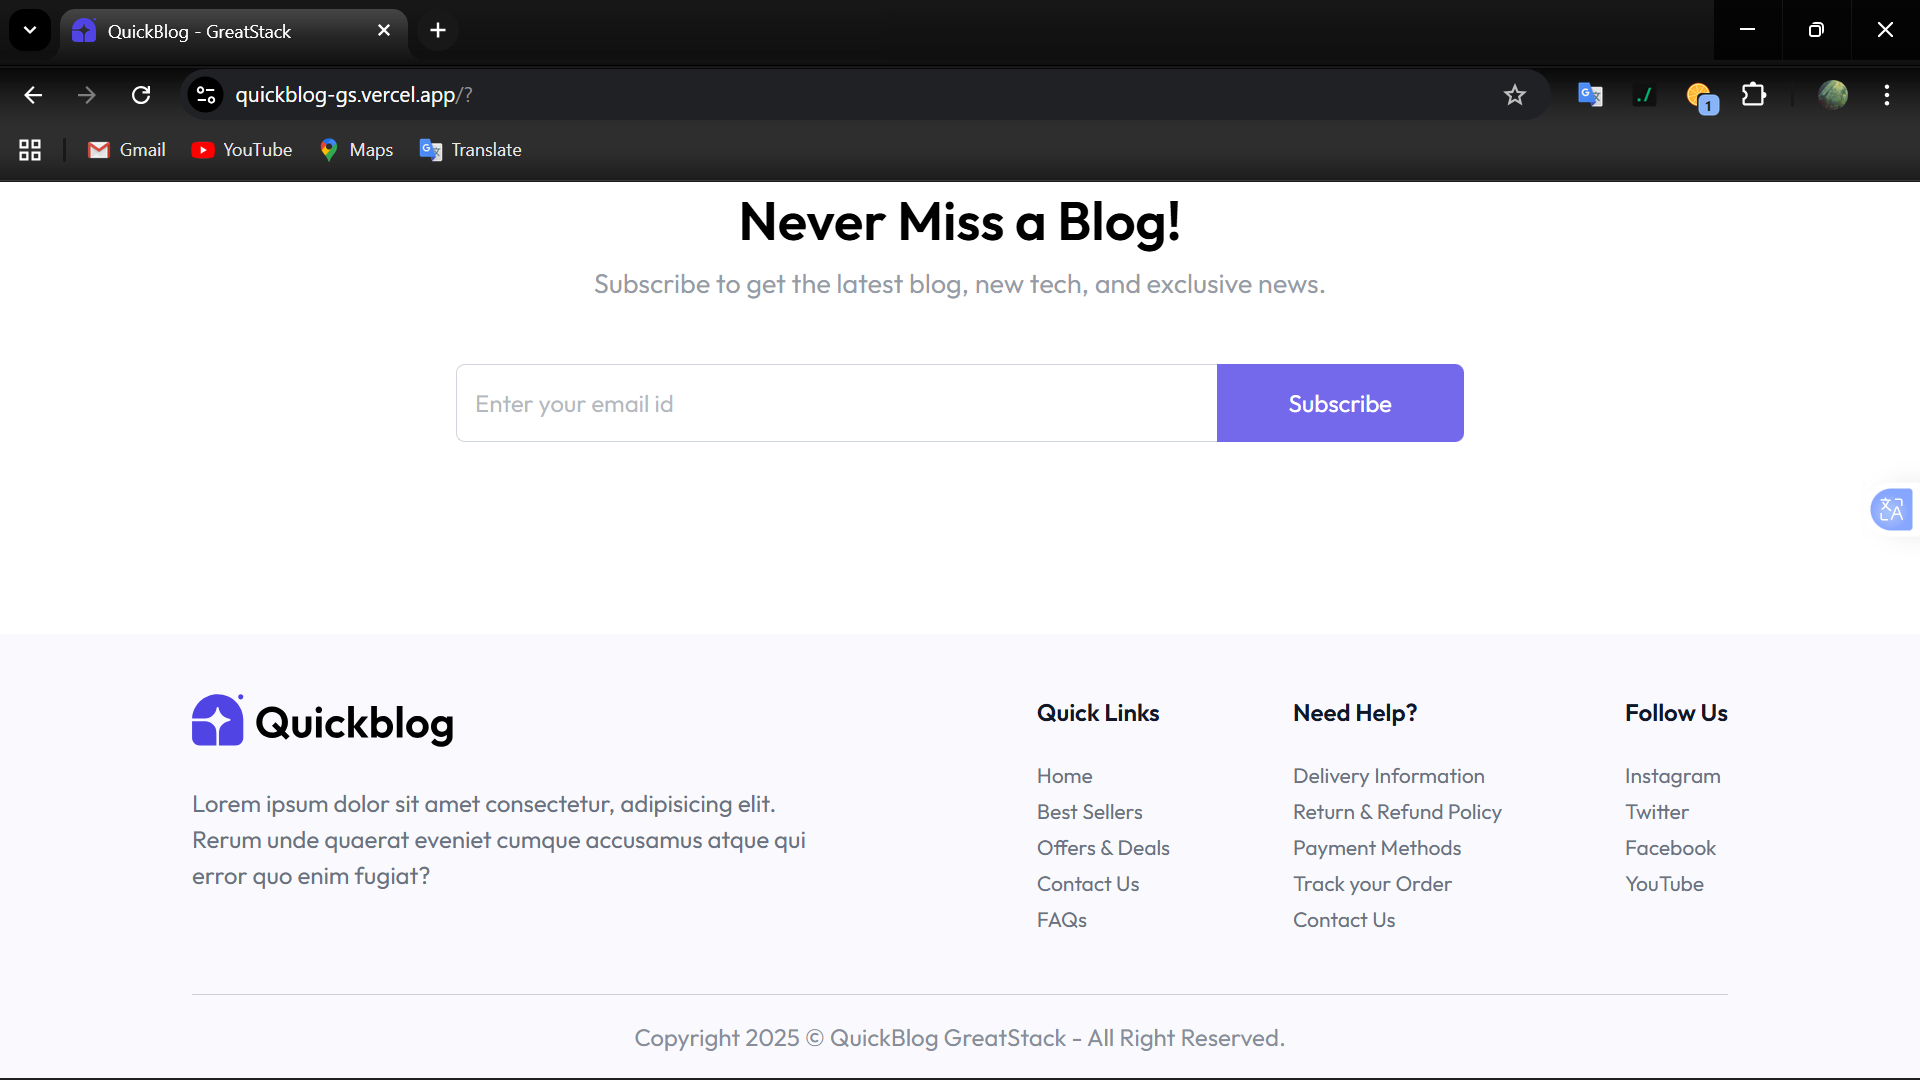 QuickBlog - GreatStack
quickblog-gs.vercel.app/?
1
Gmail
YouTube
Maps
Translate
Never Miss a Blog!
Subscribe to get the latest blog, new tech, and exclusive news.
Enter your email id
Subscribe
Quickblog
Lorem ipsum dolor sit amet consectetur, adipisicing elit.
Rerum unde quaerat eveniet cumque accusamus atque qui
error quo enim fugiat?
Quick Links
Home
Best Sellers
Offers & Deals
Contact Us
FAQs
Need Help?
Delivery Information
Return & Refund Policy
Payment Methods
Track your Order
Contact Us
Follow Us
Instagram
Twitter
Facebook
YouTube
Copyright 2025 © QuickBlog GreatStack - All Right Reserved.